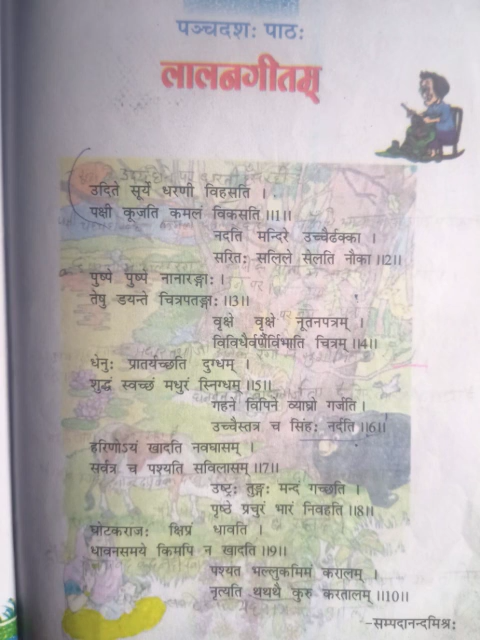 पञ्चदशः पाठः
लालनगीतम्
उदिते सूर्ये धरणी विहसति ।
पक्षी कूजति कमलं विकसति ॥1॥
नदति मन्दिरे उच्चैर्ढक्का ।
सरितः सलिले सेलति नौका ॥2॥
पुष्पे पुष्पे नानारङ्गाः ।
तेषु डयन्ते चित्रपतङ्गाः ॥3॥
वृक्षे वृक्षे नूतनपत्रम् ।
विविधैर्वर्णैर्विभाति चित्रम् ॥4॥
धेनुः प्रातर्यच्छति दुग्धम् ।
शुद्धं स्वच्छं मधुरं स्निग्धम् ॥5॥
गहने विपिने व्याघ्रो गर्जति ।
उच्चैस्तत्र च सिंहः नर्दति ॥6॥
हरिणोऽयं खादति नवघासम् ।
सर्वत्र च पश्यति सविलासम् ॥7॥
उष्ट्रः तुङ्गः मन्दं गच्छति ।
पृष्ठे प्रचुरं भारं निवहति ॥8॥
घोटकराजः क्षिप्रं धावति ।
धावनसमये किमपि न खादति ॥9॥
पश्यत भल्लुकमिमं करालम् ।
नृत्यति थथथै कुरु करतालम् ॥10॥
-सम्पदानन्दमिश्रः